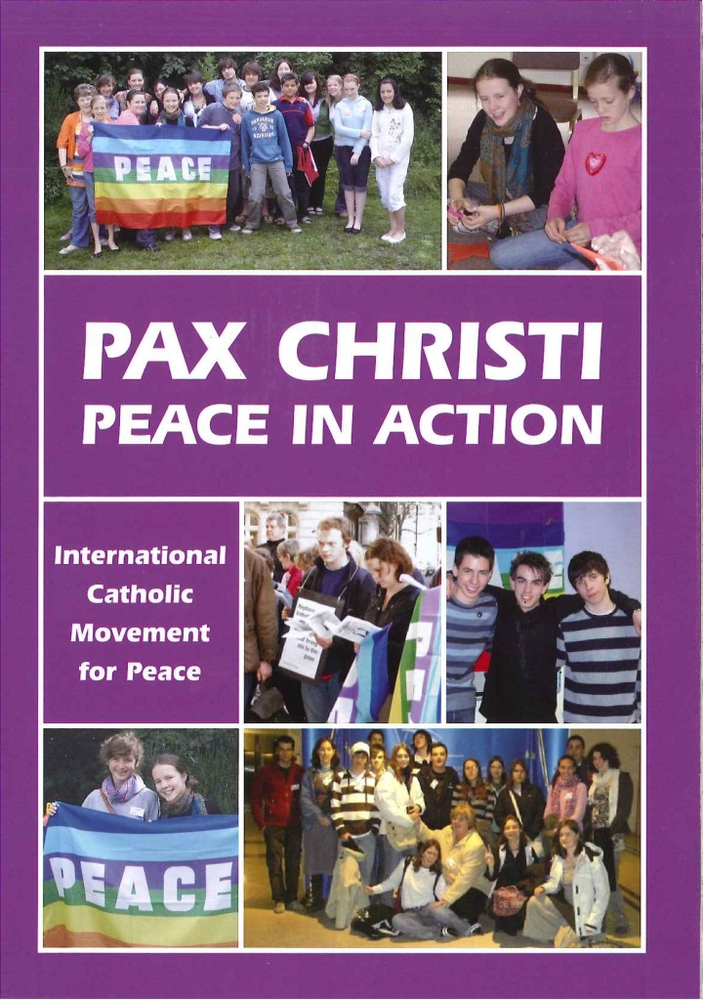 PEACE
PAX CHRISTI
PEACE IN ACTION
International
Catholic
Movement
for Peace
PEACE